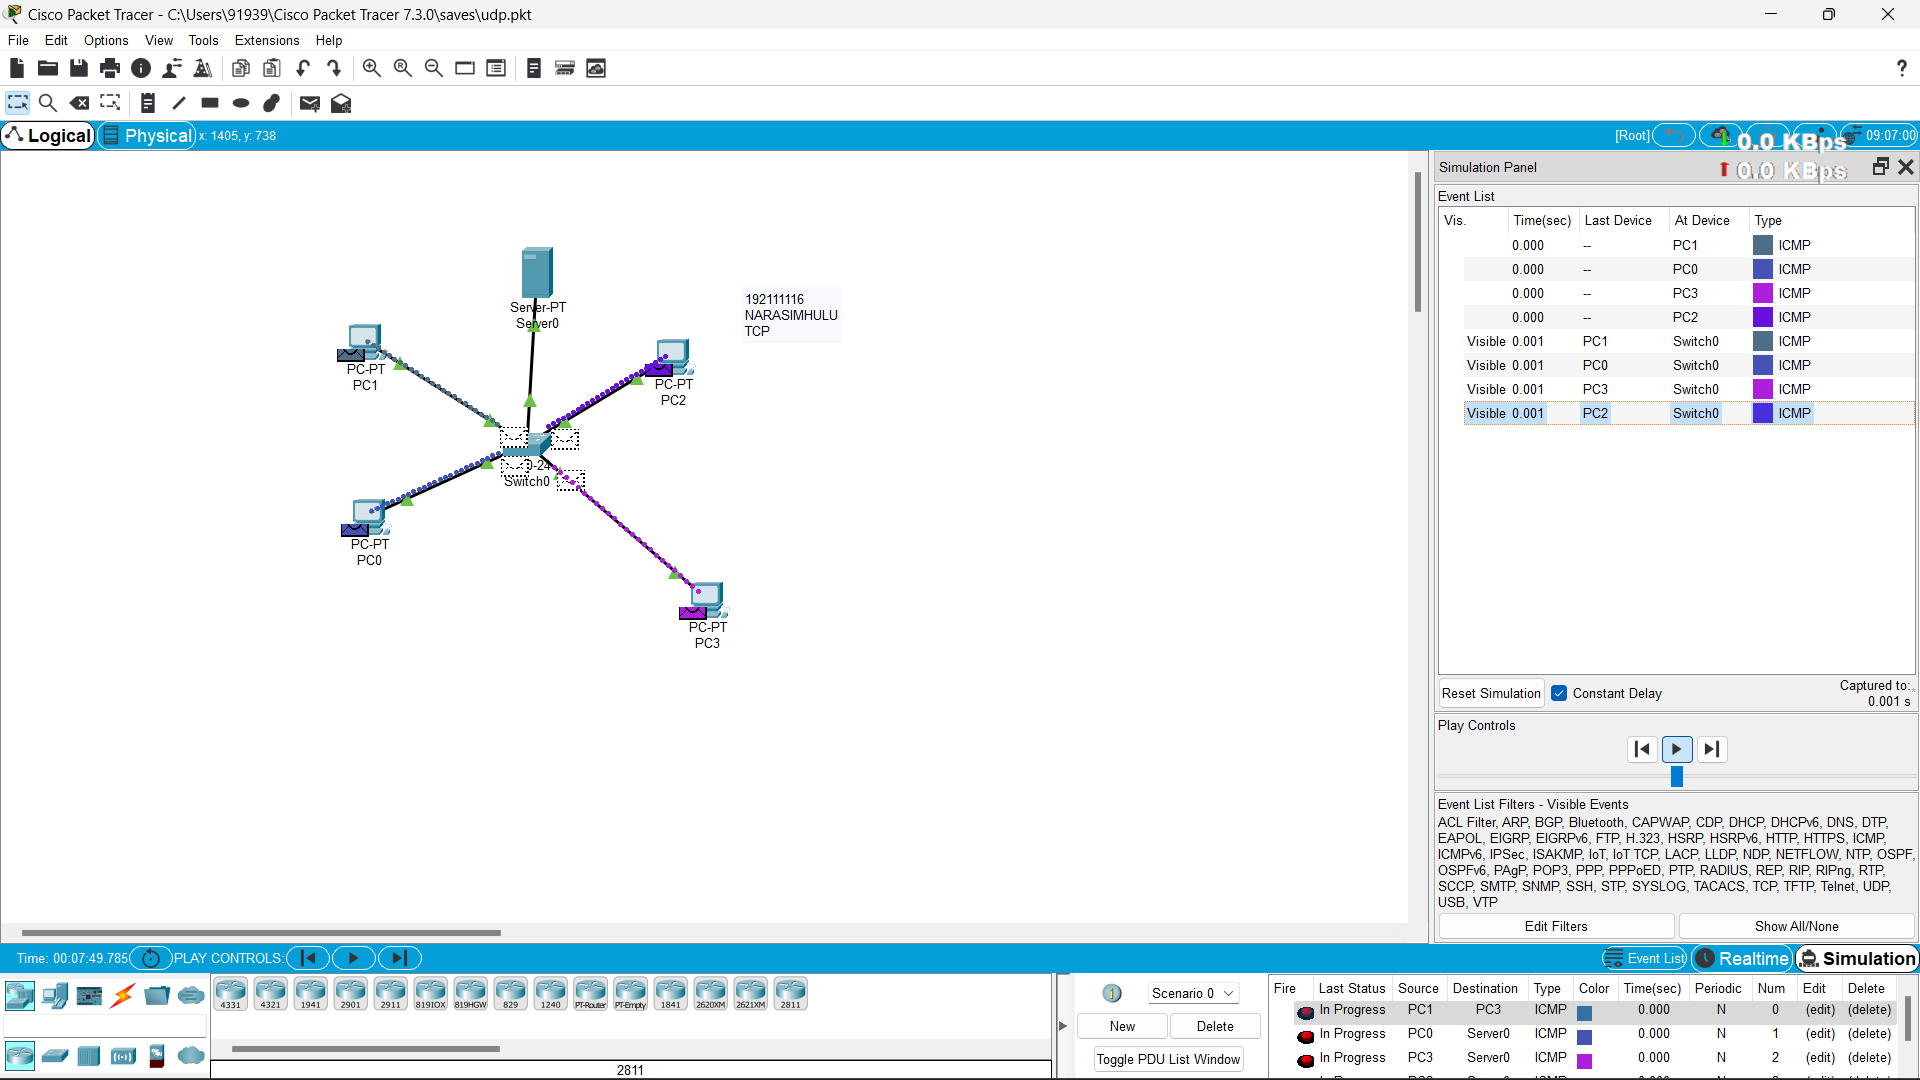 Cisco Packet Tracer - C:\Users\91939\Cisco Packet Tracer 7.3.0\saves\udp.pkt
File Edit Options View Tools Extensions Help
?
Logical Physical x: 1405, y: 738 [Root] 09:07:00
0.0 KBps
0.0 KBps
Simulation Panel
Event List
Vis. Time(sec) Last Device At Device Type
0.000 -- PC1 ICMP
0.000 -- PC0 ICMP
0.000 -- PC3 ICMP
0.000 -- PC2 ICMP
Visible 0.001 PC1 Switch0 ICMP
Visible 0.001 PC0 Switch0 ICMP
Visible 0.001 PC3 Switch0 ICMP
Visible 0.001 PC2 Switch0 ICMP
Server-PT
Server0
192111116
NARASIMHULU
TCP
PC-PT
PC1
PC-PT
PC2
-24
Switch0
PC-PT
PC0
PC-PT
PC3
Reset Simulation Constant Delay Captured to:
0.001 s
Play Controls
Event List Filters - Visible Events
ACL Filter, ARP, BGP, Bluetooth, CAPWAP, CDP, DHCP, DHCPv6, DNS, DTP,
EAPOL, EIGRP, EIGRPv6, FTP, H.323, HSRP, HSRPv6, HTTP, HTTPS, ICMP,
ICMPv6, IPSec, ISAKMP, IoT, IoT TCP, LACP, LLDP, NDP, NETFLOW, NTP, OSPF,
OSPFv6, PAgP, POP3, PPP, PPPoED, PTP, RADIUS, REP, RIP, RIPng, RTP,
SCCP, SMTP, SNMP, SSH, STP, SYSLOG, TACACS, TCP, TFTP, Telnet, UDP,
USB, VTP
Edit Filters Show All/None
Time: 00:07:49.785 PLAY CONTROLS: Event List Realtime Simulation
4331 4321 1941 2901 2911 819IOX 819HGW 829 1240 PT-Router PT-Empty 1841 2620XM 2621XM 2811
2811
Scenario 0
New Delete
Toggle PDU List Window
Fire Last Status Source Destination Type Color Time(sec) Periodic Num Edit Delete
In Progress PC1 PC3 ICMP 0.000 N 0 (edit) (delete)
In Progress PC0 Server0 ICMP 0.000 N 1 (edit) (delete)
In Progress PC3 Server0 ICMP 0.000 N 2 (edit) (delete)